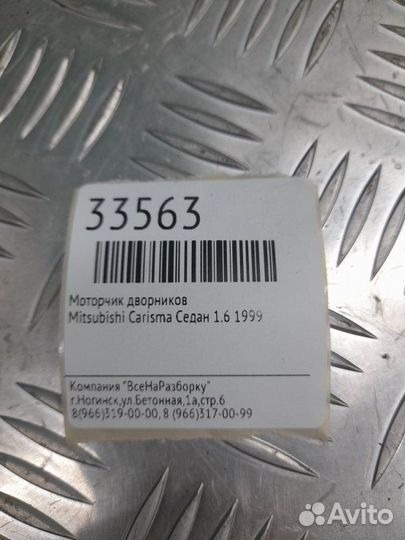 33563
Моторчик дворников
Mitsubishi Carisma Седан 1.6 1999
Компания "ВсеНаРазборку"
г.Ногинск,ул.Бетонная,1а,стр.6
8(966)319-00-00, 8 (966)317-00-99
Avito